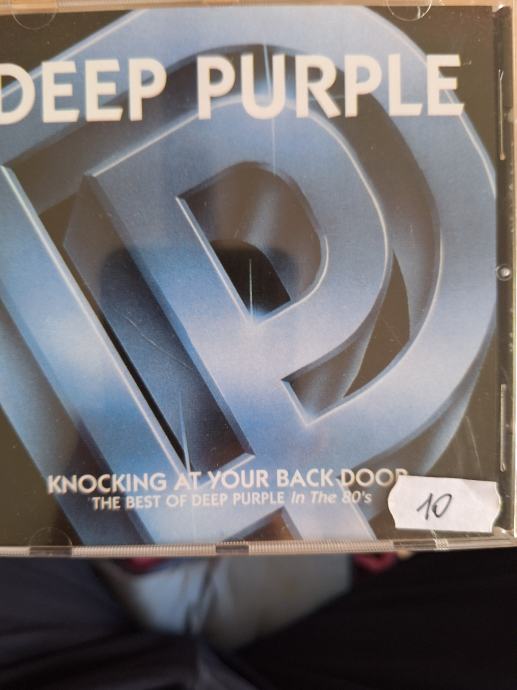 DEEP PURPLE
KNOCKING AT YOUR BACK DOOR
THE BEST OF DEEP PURPLE In The 80's
10